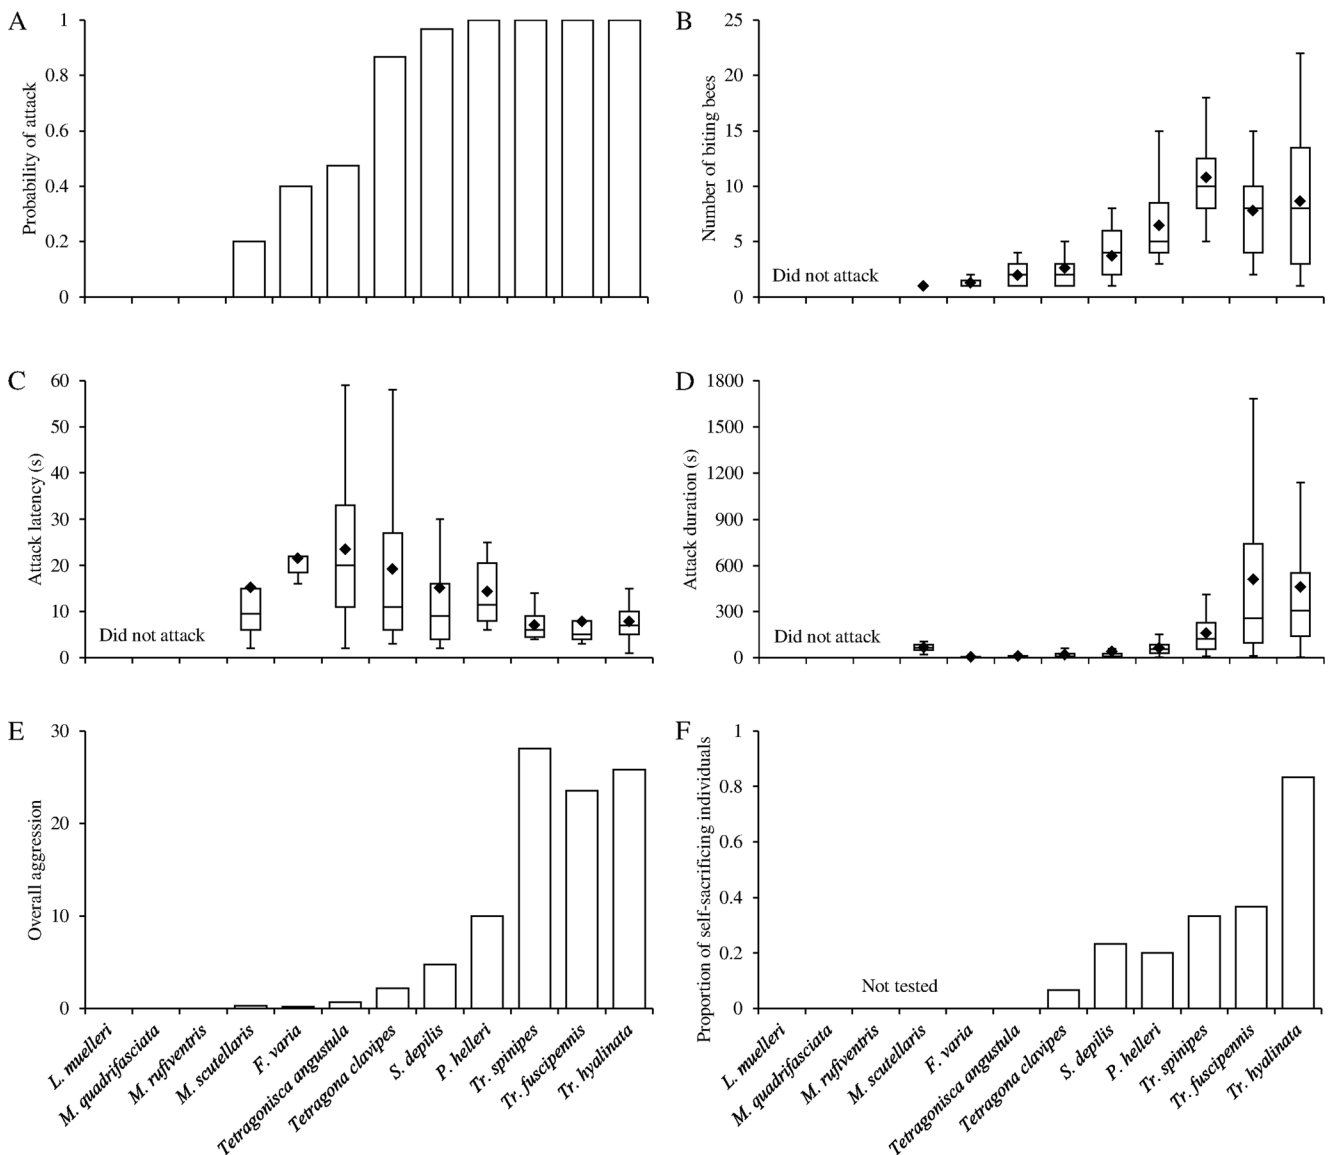 A
Probability of attack
1
0.8
0.6
0.4
0.2
0
B
Number of biting bees
25
20
15
10
5
0
Did not attack
C
Attack latency (s)
60
50
40
30
20
10
0
Did not attack
D
Attack duration (s)
1800
1500
1200
900
600
300
0
Did not attack
E
Overall aggression
30
20
10
0
L. muelleri
M. quadrifasciata
M. rufiventris
M. scutellaris
F. varia
Tetragonisca angustula
Tetragona clavipes
S. depilis
P. helleri
Tr. spinipes
Tr. fuscipennis
Tr. hyalinata
F
Proportion of self-sacrificing individuals
1
0.8
0.6
0.4
0.2
0
Not tested
L. muelleri
M. quadrifasciata
M. rufiventris
M. scutellaris
F. varia
Tetragonisca angustula
Tetragona clavipes
S. depilis
P. helleri
Tr. spinipes
Tr. fuscipennis
Tr. hyalinata